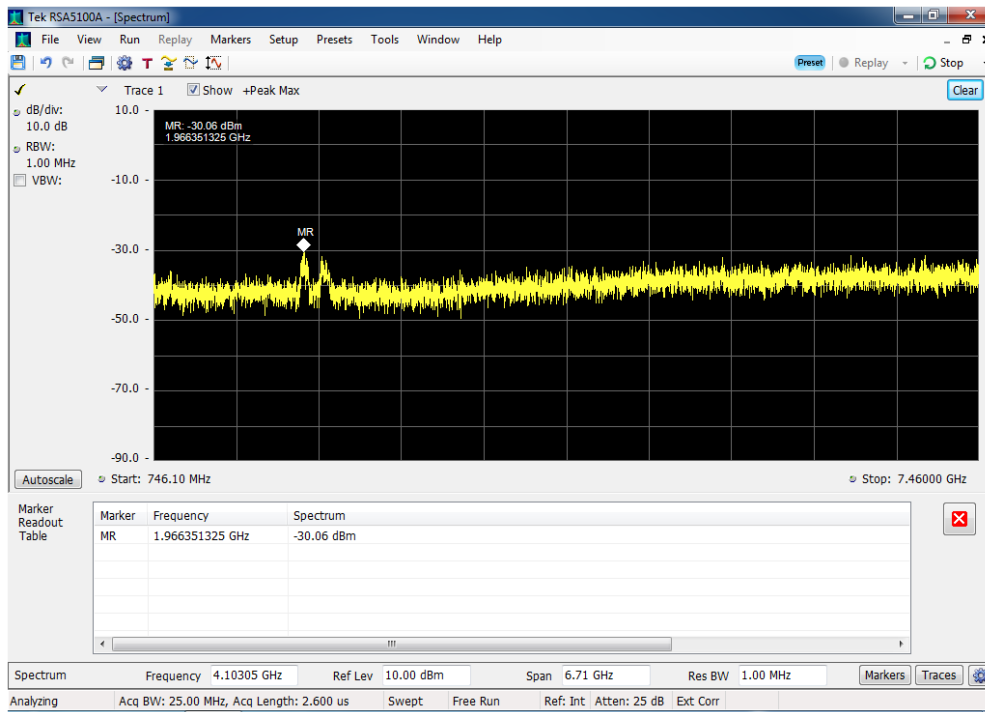 Tek RSA5100A - [Spectrum]
File View Run Replay Markers Setup Presets Tools Window Help
T Preset Replay Stop
Trace 1 Show +Peak Max Clear
dB/div:
10.0 dB
RBW:
1.00 MHz
VBW:
10.0 -
MR: -30.06 dBm
1.966351325 GHz
-10.0 -
MR
-30.0 -
-50.0 -
-70.0 -
-90.0 -
Autoscale Start: 746.10 MHz Stop: 7.46000 GHz
Marker
Readout
Table
Marker Frequency Spectrum
MR 1.966351325 GHz -30.06 dBm
Spectrum Frequency 4.10305 GHz Ref Lev 10.00 dBm Span 6.71 GHz Res BW 1.00 MHz Markers Traces
Analyzing Acq BW: 25.00 MHz, Acq Length: 2.600 us Swept Free Run Ref: Int Atten: 25 dB Ext Corr